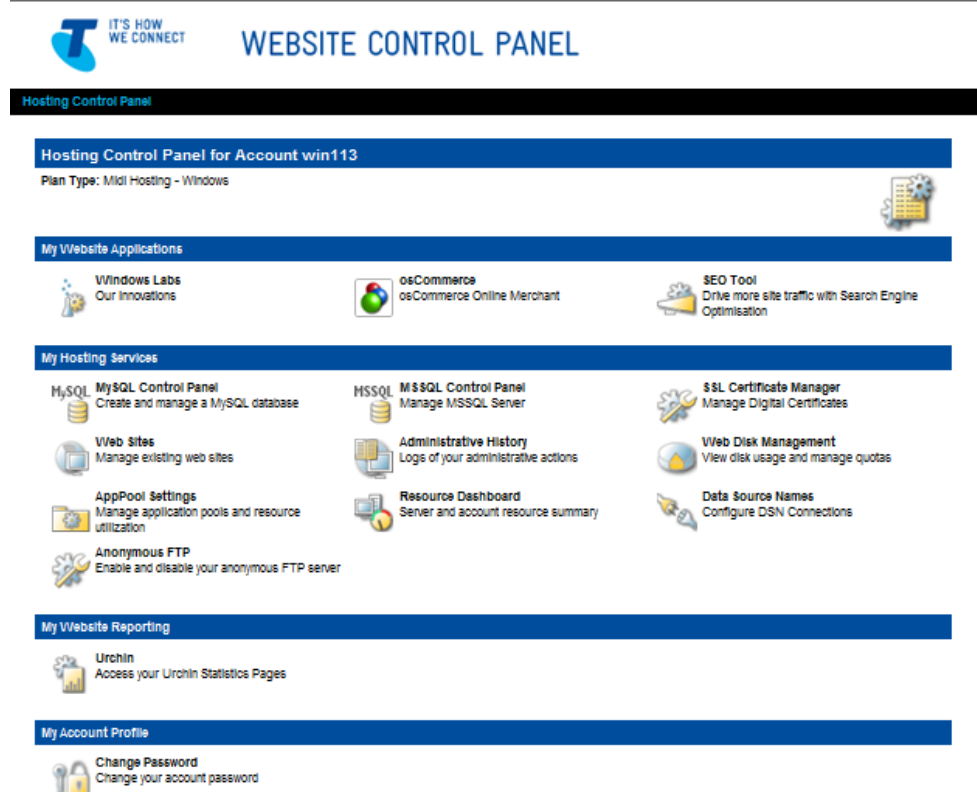 IT'S HOW
WE CONNECT
WEBSITE CONTROL PANEL
Hosting Control Panel
Hosting Control Panel for Account win113
Plan Type: Midi Hosting - Windows
My Website Applications
Windows Labs
Our Innovations
osCommerce
osCommerce Online Merchant
SEO Tool
Drive more site traffic with Search Engine
Optimisation
My Hosting Services
MySQL
MySQL Control Panel
Create and manage a MySQL database
MSSQL
MSSQL Control Panel
Manage MSSQL Server
SSL Certificate Manager
Manage Digital Certificates
Web Sites
Manage existing web sites
Administrative History
Logs of your administrative actions
Web Disk Management
View disk usage and manage quotas
AppPool Settings
Manage application pools and resource
utilization
Resource Dashboard
Server and account resource summary
Data Source Names
Configure DSN Connections
Anonymous FTP
Enable and disable your anonymous FTP server
My Website Reporting
Urchin
Access your Urchin Statistics Pages
My Account Profile
Change Password
Change your account password